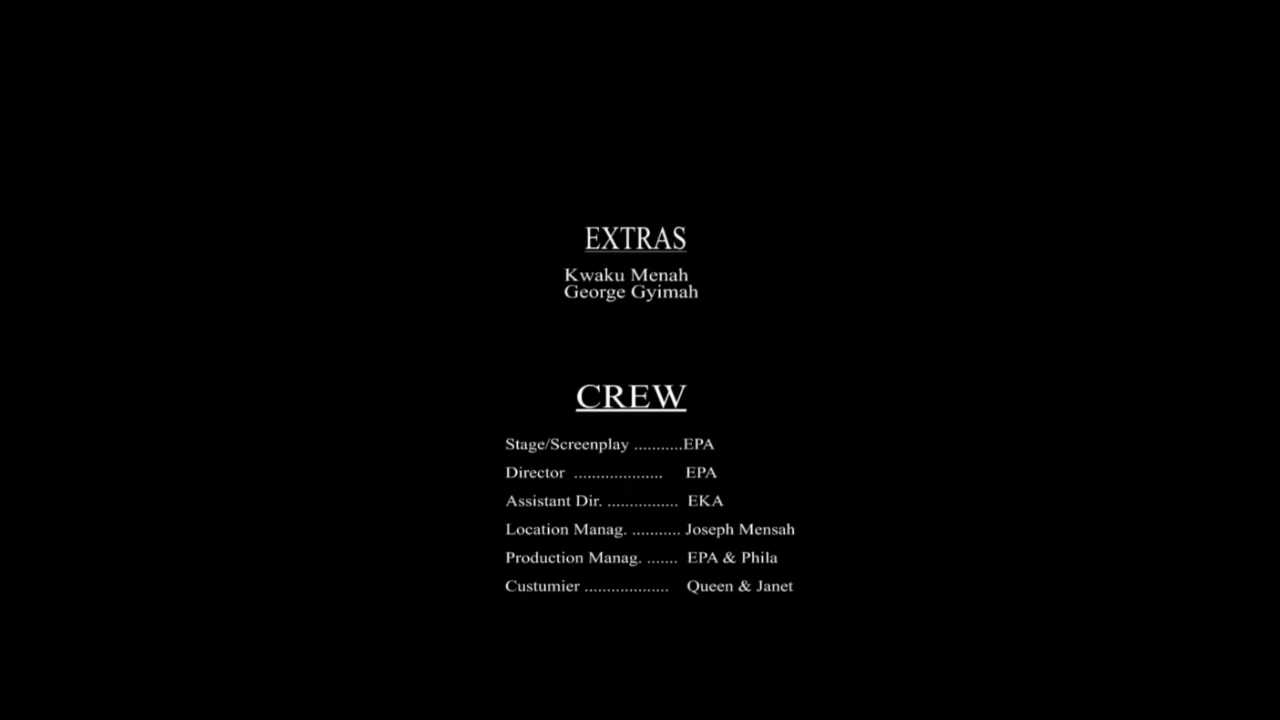 EXTRAS
Kwaku Menah
George Gyimah
CREW
Stage/Screenplay ...........EPA
Director .................... EPA
Assistant Dir. ................ EKA
Location Manag. ........... Joseph Mensah
Production Manag. ....... EPA & Phila
Custumier ................... Queen & Janet